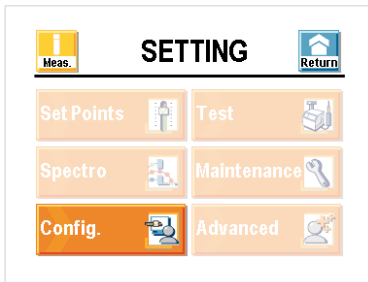 SETTING
Meas.
Return
Set Points
Test
Spectro
Maintenance
Config.
Advanced